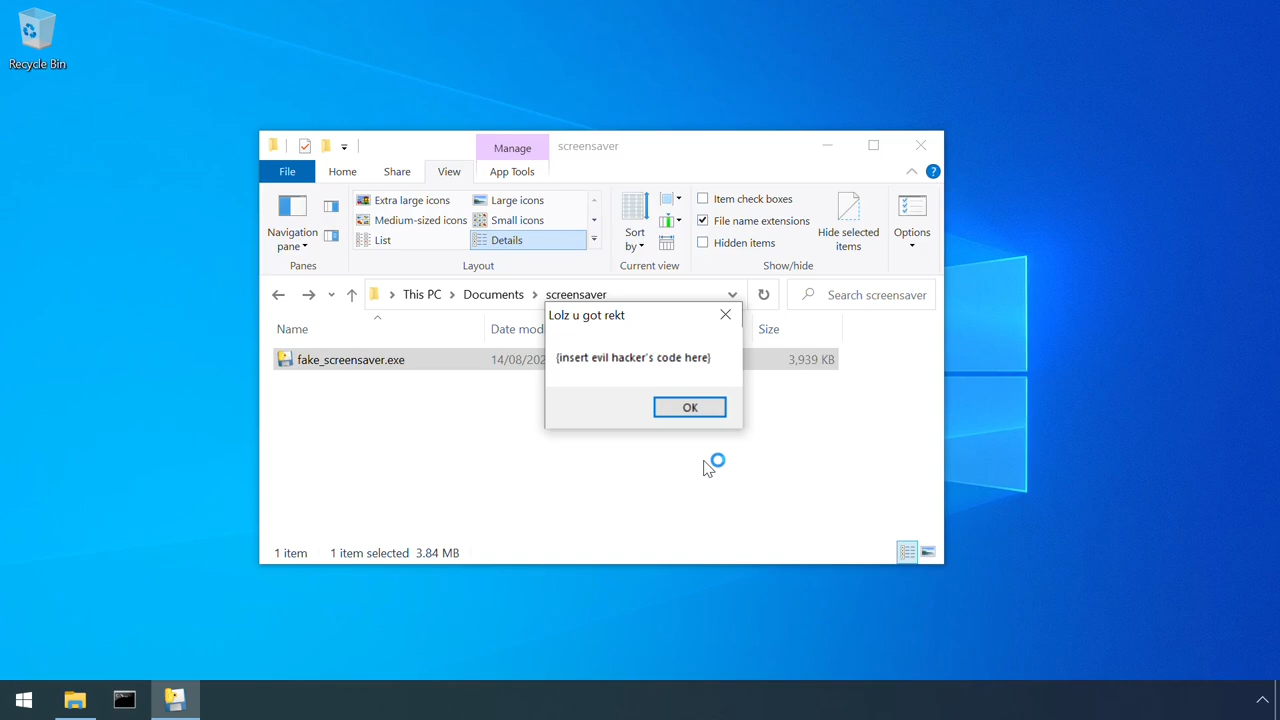 Recycle Bin
Manage
screensaver
File
Home
Share
View
App Tools
?
Navigation
pane
Extra large icons
Large icons
Medium-sized icons
Small icons
List
Details
Sort
by
Item check boxes
File name extensions
Hidden items
Hide selected
items
Options
Panes
Layout
Current view
Show/hide
This PC
Documents
screensaver
Search screensaver
Name
Date mod
Size
fake_screensaver.exe
14/08/202
3,939 KB
Lolz u got rekt
{insert evil hacker's code here}
OK
1 item
1 item selected
3.84 MB